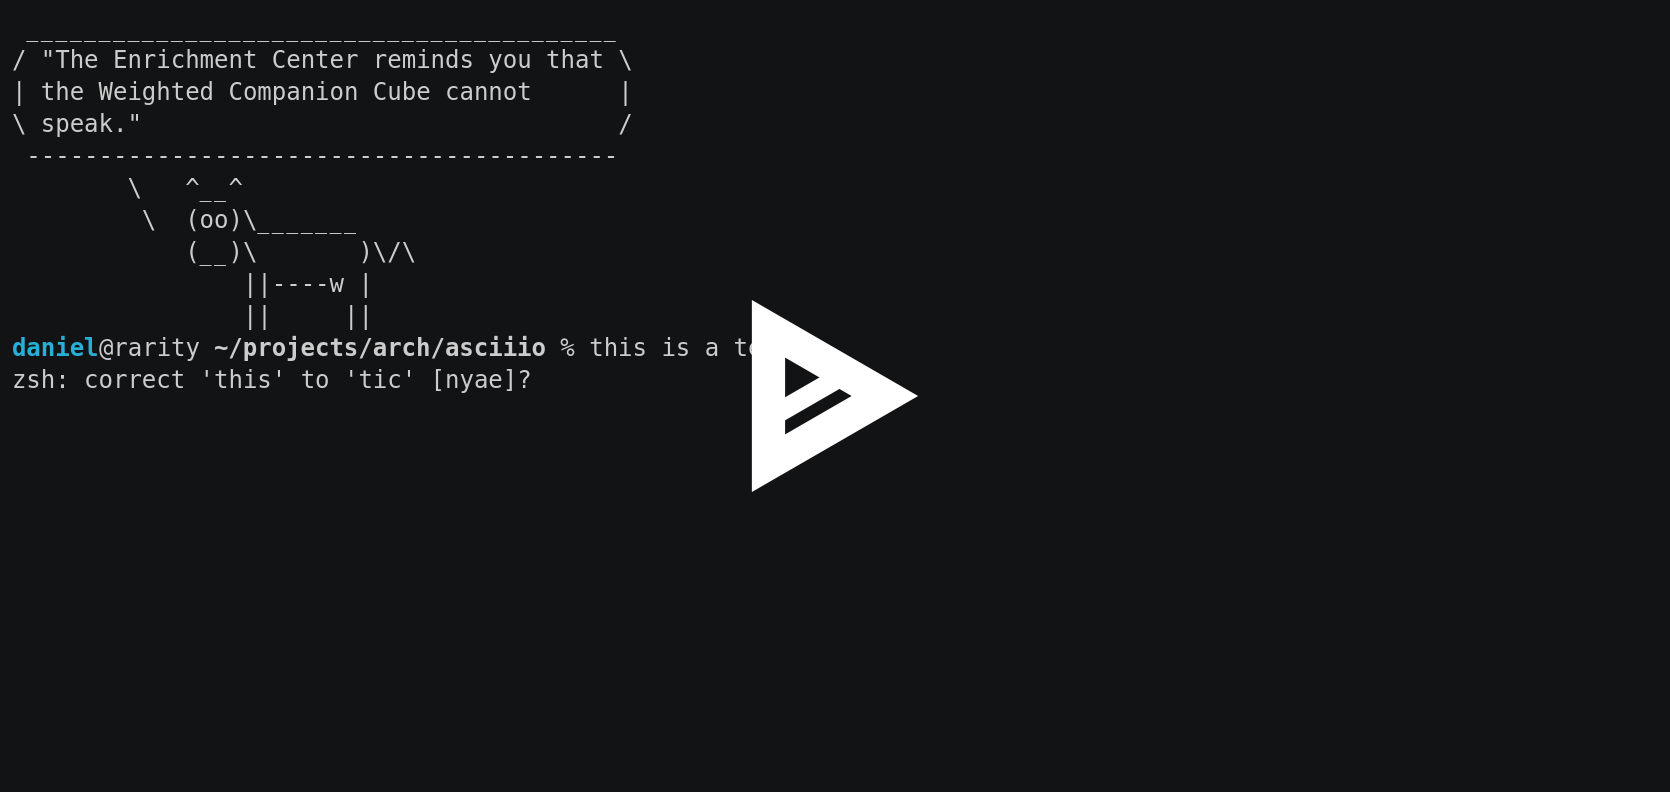 _________________________________________
/ "The Enrichment Center reminds you that \
| the Weighted Companion Cube cannot      |
\ speak."                                 /
 -----------------------------------------
        \   ^__^
         \  (oo)\_______
            (__)\       )\/\
                ||----w |
                ||     ||
daniel@rarity ~/projects/arch/asciiio % this is a
zsh: correct 'this' to 'tic' [nyae]?